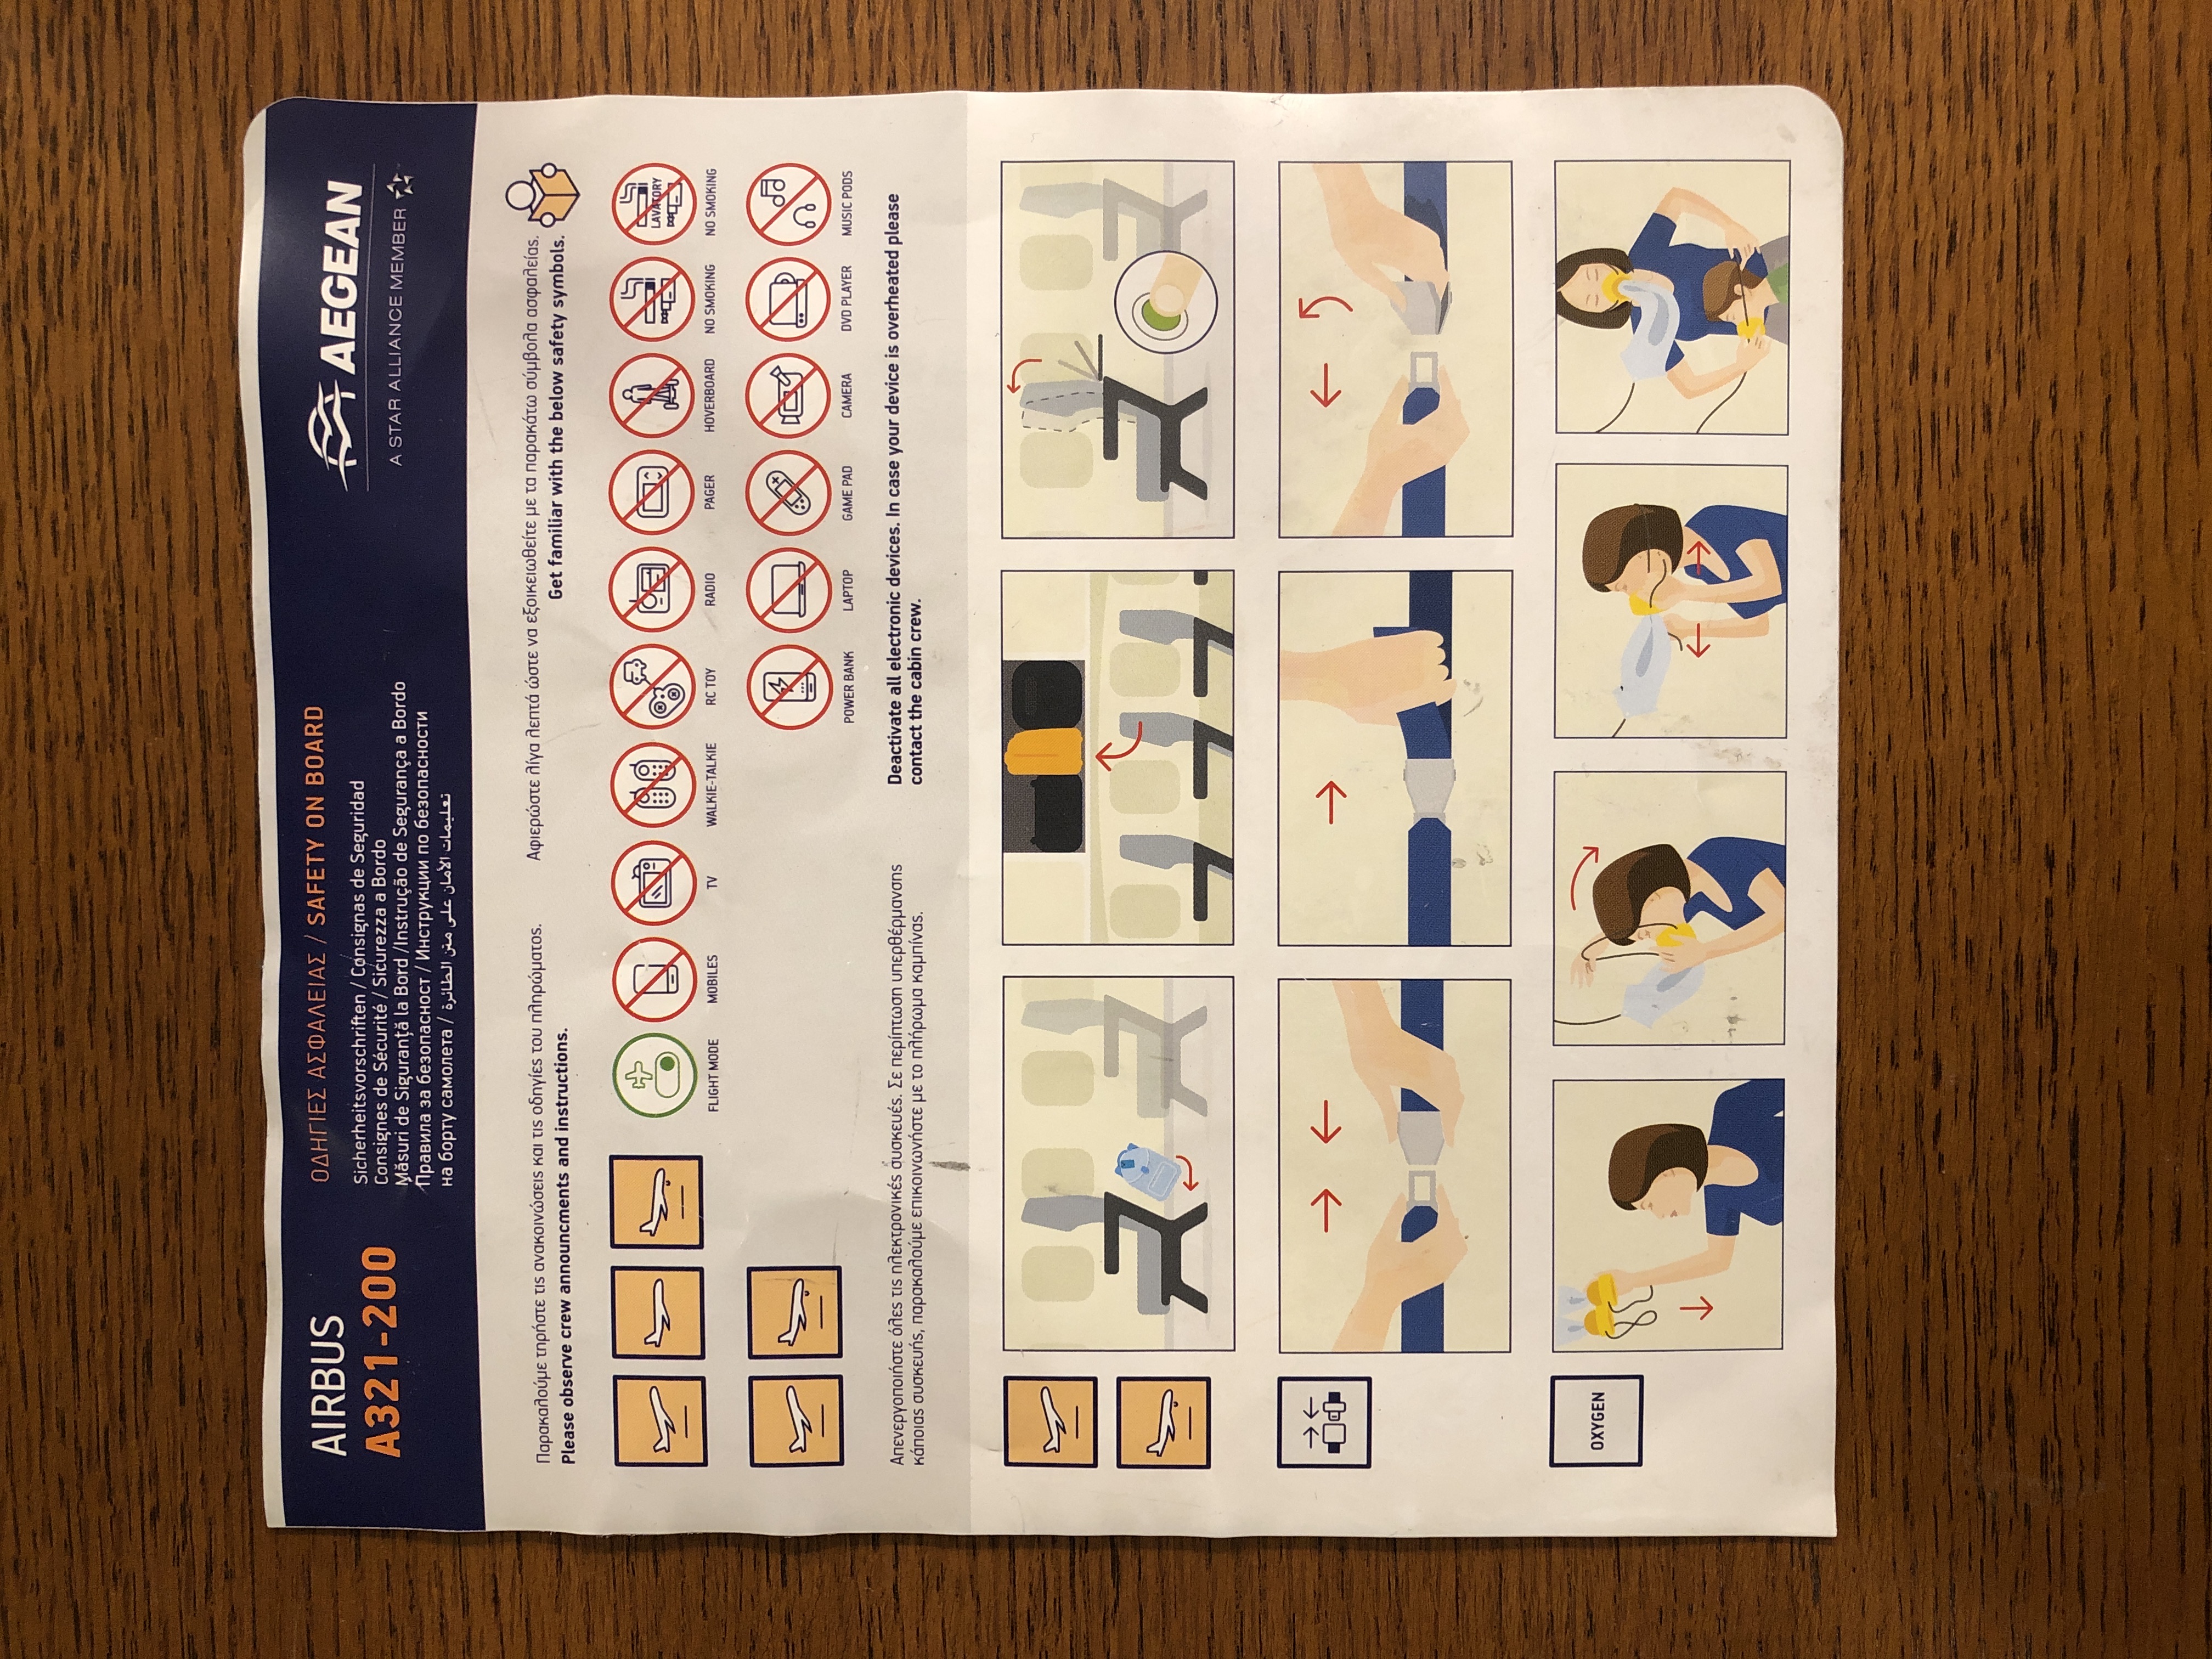 AIRBUS
A321-200
ΟΔΗΓΙΕΣ ΑΣΦΑΛΕΙΑΣ / SAFETY ON BOARD
Sicherheitsvorschriften / Consignas de Seguridad
Consignes de Sécurité / Sicurezza a Bordo
Măsuri de Siguranță la Bord /Instrução de Segurança a Bordo
Правила за безопасност / Инструкции по безопасности
на борту самолета / تعليمات الأمان على متن الطائرة
AEGEAN
A STAR ALLIANCE MEMBER
Παρακαλούμε τηρήστε τις ανακοινώσεις και τις οδηγίες του πληρώματος.
Please observe crew announcments and instructions.
Αφιερώστε λίγα λεπτά ώστε να εξοικειωθείτε με τα παρακάτω σύμβολα ασφαλείας.
Get familiar with the below safety symbols.
LAVATORY
FLIGHT MODE MOBILES TV WALKIE-TALKIE RC TOY RADIO PAGER HOVERBOARD NO SMOKING NO SMOKING
POWER BANK LAPTOP GAME PAD CAMERA DVD PLAYER MUSIC PODS
Απενεργοποιήστε όλες τις ηλεκτρονικές συσκευές. Σε περίπτωση υπερθέρμανσης
κάποιας συσκευής, παρακαλούμε επικοινωνήστε με το πλήρωμα καμπίνας.
Deactivate all electronic devices. In case your device is overheated please
contact the cabin crew.
OXYGEN